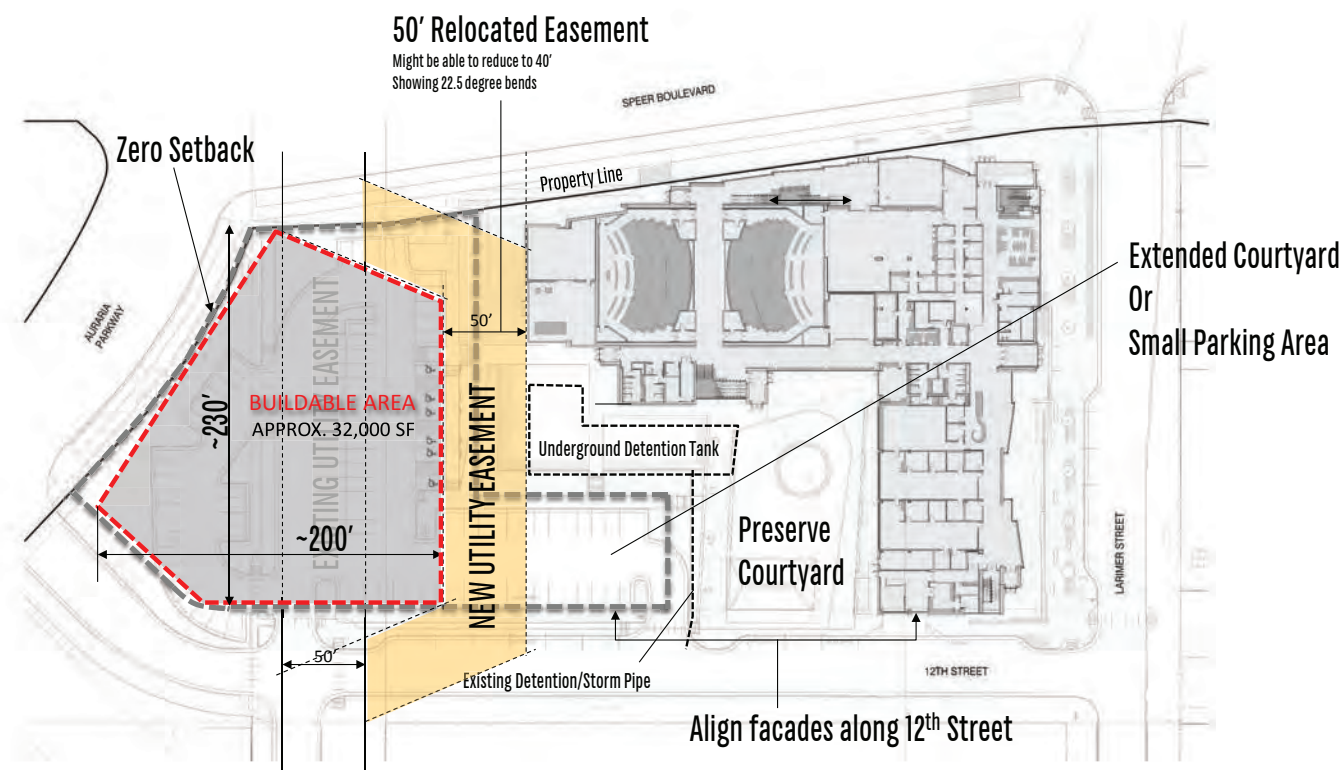 50' Relocated Easement
Might be able to reduce to 40'
Showing 22.5 degree bends
SPEER BOULEVARD
Zero Setback
Property Line
AURARIA
PARKWAY
EXISTING UTILITY EASEMENT
50'
Extended Courtyard
Or
Small Parking Area
BUILDABLE AREA
APPROX. 32,000 SF
~230'
NEW UTILITY EASEMENT
Underground Detention Tank
~200'
Preserve
Courtyard
LARIMER STREET
50'
Existing Detention/Storm Pipe
12TH STREET
Align facades along 12th Street